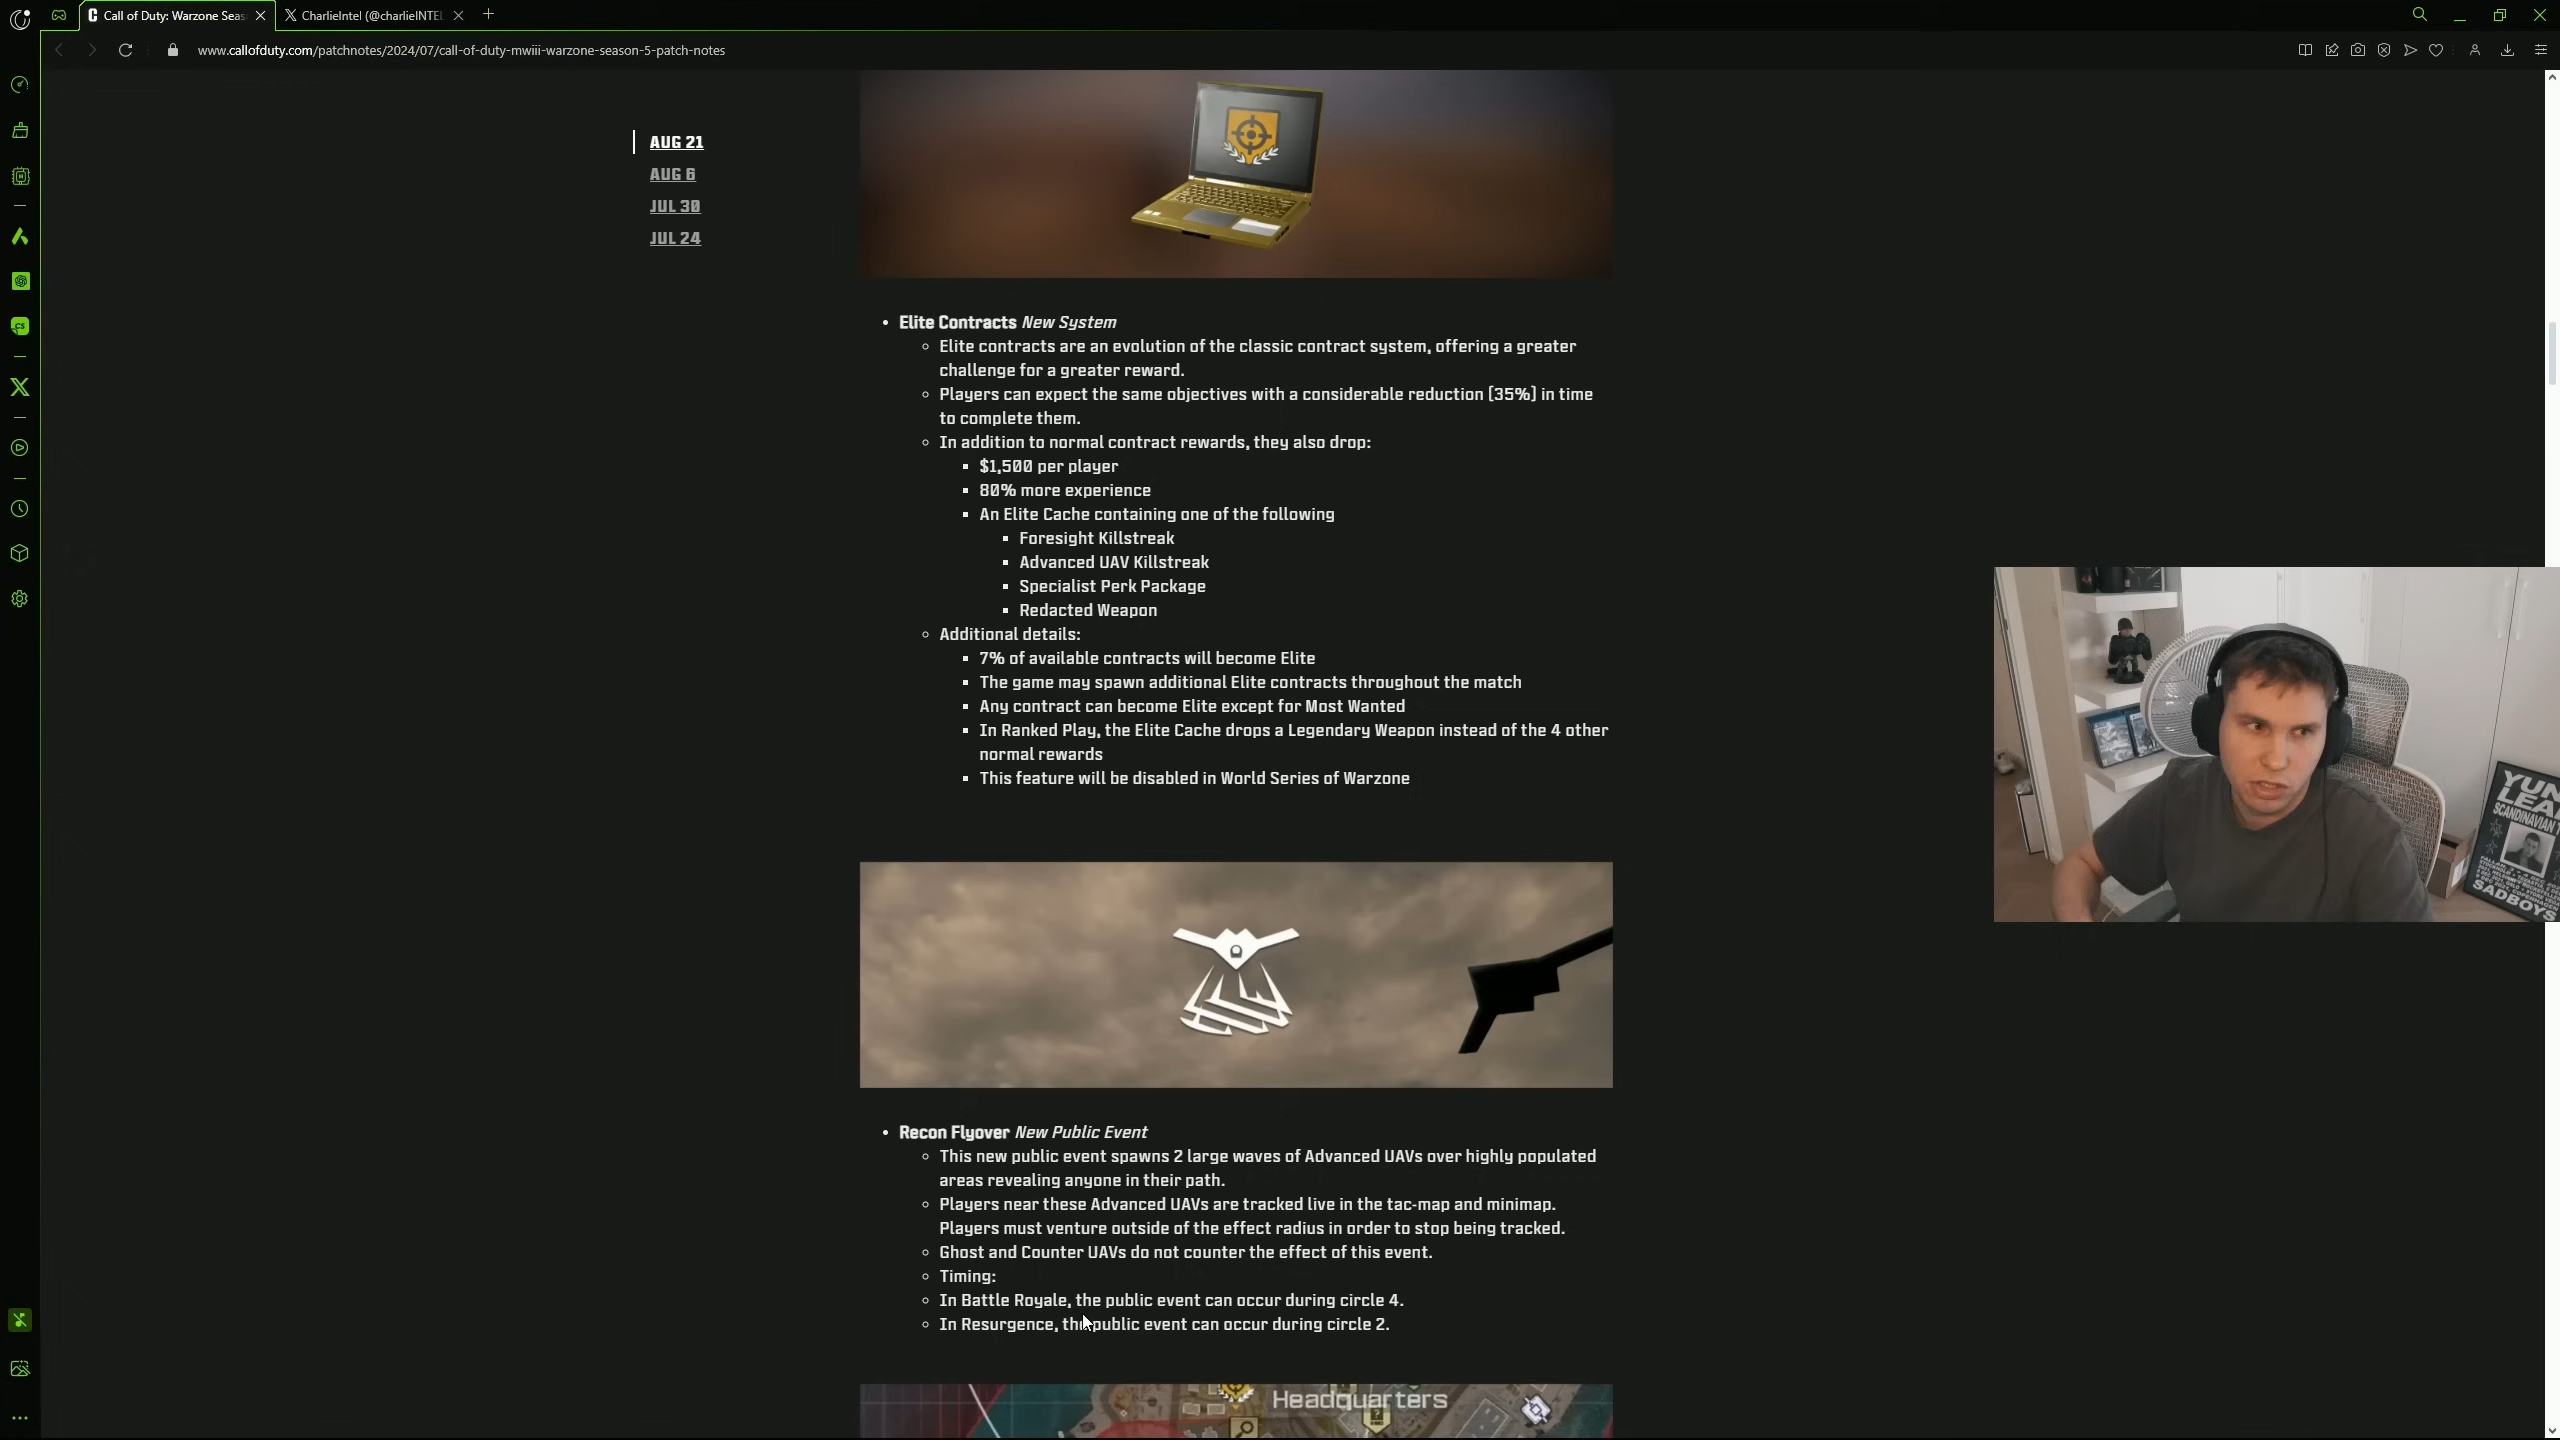 Call of Duty: Warzone Seas
CharlieIntel (@charlieINTEL
www.callofduty.com/patchnotes/2024/07/call-of-duty-mwiii-warzone-season-5-patch-notes
AUG 21
AUG 6
JUL 30
JUL 24
Elite Contracts New System
Elite contracts are an evolution of the classic contract system, offering a greater
challenge for a greater reward.
Players can expect the same objectives with a considerable reduction (35%) in time
to complete them.
In addition to normal contract rewards, they also drop:
$1,500 per player
80% more experience
An Elite Cache containing one of the following
Foresight Killstreak
Advanced UAV Killstreak
Specialist Perk Package
Redacted Weapon
Additional details:
7% of available contracts will become Elite
The game may spawn additional Elite contracts throughout the match
Any contract can become Elite except for Most Wanted
In Ranked Play, the Elite Cache drops a Legendary Weapon instead of the 4 other
normal rewards
This feature will be disabled in World Series of Warzone
Recon Flyover New Public Event
This new public event spawns 2 large waves of Advanced UAVs over highly populated
areas revealing anyone in their path.
Players near these Advanced UAVs are tracked live in the tac-map and minimap.
Players must venture outside of the effect radius in order to stop being tracked.
Ghost and Counter UAVs do not counter the effect of this event.
Timing:
In Battle Royale, the public event can occur during circle 4.
In Resurgence, the public event can occur during circle 2.
Headquarters
YUN
LEA
SCANDINAVIAN
SADBOYS